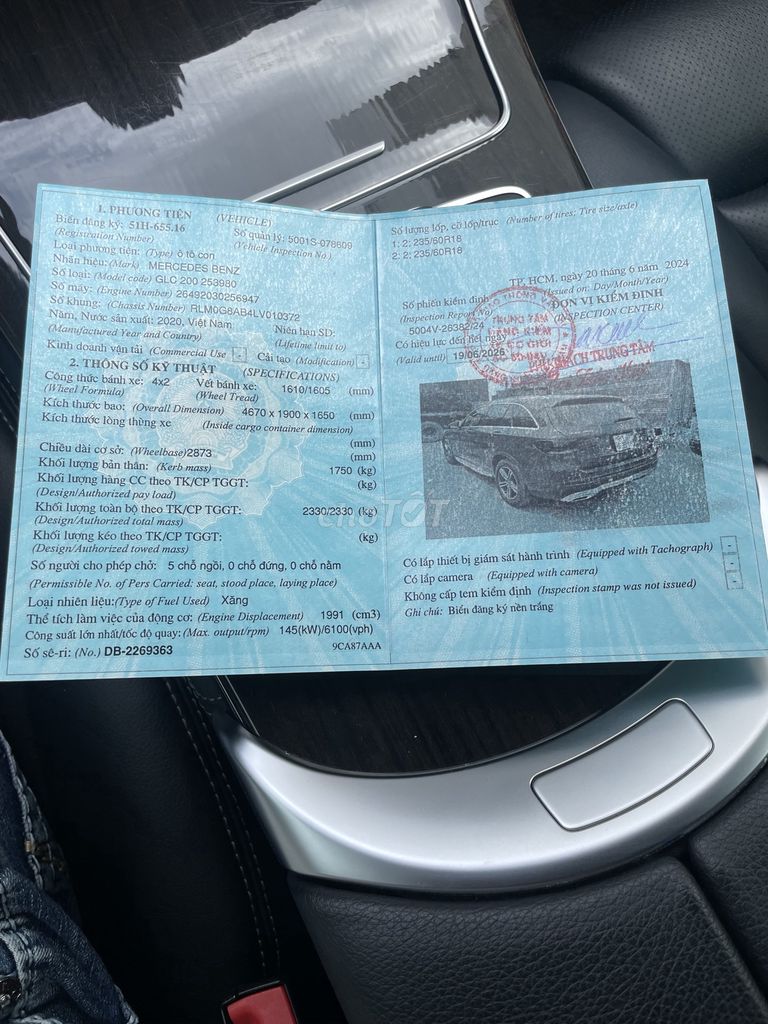 1. PHƯƠNG TIỆN (VEHICLE)
Biển đăng ký: 51H-655.16 Số quản lý: 5001S-078609
(Registration Number) (Vehicle Inspection No.)
Loại phương tiện: (Type) ô tô con
Nhãn hiệu: (Mark) MERCEDES BENZ
Số loại: (Model code) GLC 200 253980
Số máy: (Engine Number) 26492030256947
Số khung: (Chassis Number) RLM0G8AB4LV010372
Năm, Nước sản xuất: 2020, Việt Nam Niên hạn SD:
(Manufactured Year and Country) (Lifetime limit to)
Kinh doanh vận tải (Commercial Use) - Cải tạo (Modification) -
2. THÔNG SỐ KỸ THUẬT (SPECIFICATIONS)
Công thức bánh xe: 4x2 Vết bánh xe: 1610/1605 (mm)
(Wheel Formula) (Wheel Tread)
Kích thước bao: (Overall Dimension) 4670 x 1900 x 1650 (mm)
Kích thước lòng thùng xe (Inside cargo container dimension)
(mm)
Chiều dài cơ sở: (Wheelbase) 2873 (mm)
Khối lượng bản thân: (Kerb mass) 1750 (kg)
Khối lượng hàng CC theo TK/CP TGGT: (kg)
(Design/Authorized pay load)
Khối lượng toàn bộ theo TK/CP TGGT: 2330/2330 (kg)
(Design/Authorized total mass)
Khối lượng kéo theo TK/CP TGGT: (kg)
(Design/Authorized towed mass)
Số người cho phép chở: 5 chỗ ngồi, 0 chỗ đứng, 0 chỗ nằm
(Permissible No. of Pers Carried: seat, stood place, laying place)
Loại nhiên liệu: (Type of Fuel Used) Xăng
Thể tích làm việc của động cơ: (Engine Displacement) 1991 (cm3)
Công suất lớn nhất/tốc độ quay: (Max. output/rpm) 145(kW)/6100(vph)
Số sê-ri: (No.) DB-2269363 9CA87AAA
Số lượng lốp, cỡ lốp/trục (Number of tires; Tire size/axle)
1: 2; 235/60R18
2: 2; 235/60R18
TP. HCM, ngày 20 tháng 6 năm 2024
(Issued on: Day/Month/Year)
Số phiếu kiểm định ĐƠN VỊ KIỂM ĐỊNH
(Inspection Report No) (INSPECTION CENTER)
5004V-26382/24
Có hiệu lực đến hết ngày
(Valid until) 19/06/2026
TRUNG TÂM
ĐĂNG KIỂM
XE CƠ GIỚI
TRÁCH TRUNG TÂM
CHỢ TỐT
Có lắp thiết bị giám sát hành trình (Equipped with Tachograph) -
Có lắp camera (Equipped with camera) -
Không cấp tem kiểm định (Inspection stamp was not issued) -
Ghi chú: Biển đăng ký nền trắng